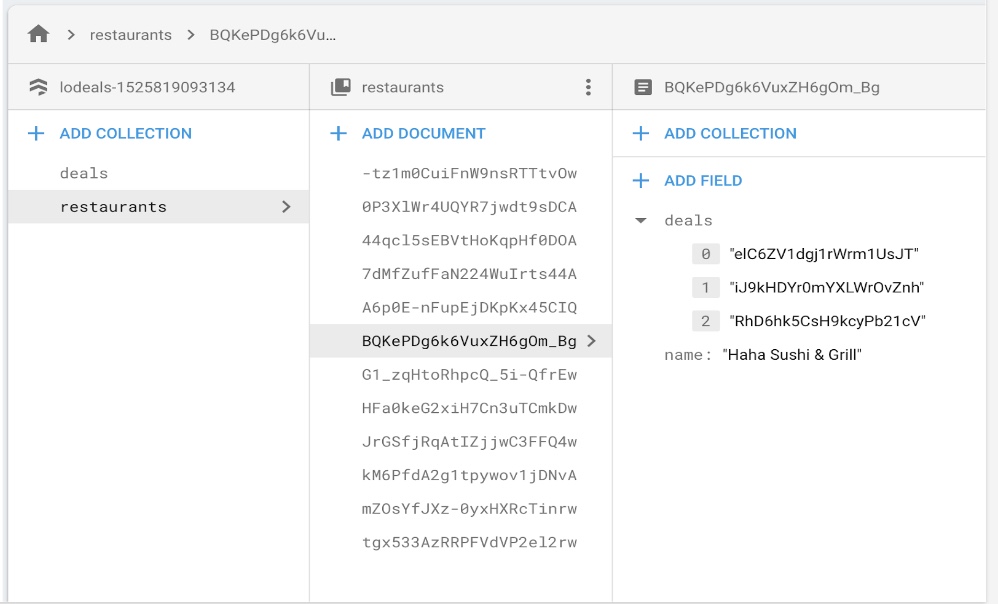 restaurants BQKePDg6k6Vu...
lodeals-1525819093134
ADD COLLECTION
deals
restaurants
restaurants
ADD DOCUMENT
-tz1m0CuiFnW9nsRTTtvOw
0P3XlWr4UQYR7jwdt9sDCA
44qcl5sEBVtHoKqpHf0DOA
7dMfZufFaN224WuIrts44A
A6p0E-nFupEjDKpKx45CIQ
BQKePDg6k6VuxZH6gOm_Bg
G1_zqHtoRhpcQ_5i-QfrEw
HFa0keG2xiH7Cn3uTCmkDw
JrGSfjRqAtIZjjwC3FFQ4w
kM6PfdA2g1tpywov1jDNvA
mZOsYfJXz-0yxHXRcTinrw
tgx533AzRRPFVdVP2el2rw
BQKePDg6k6VuxZH6gOm_Bg
ADD COLLECTION
ADD FIELD
deals
0 "elC6ZV1dgj1rWrm1UsJT"
1 "iJ9kHDYr0mYXLWrOvZnh"
2 "RhD6hk5CsH9kcyPb21cV"
name: "Haha Sushi & Grill"